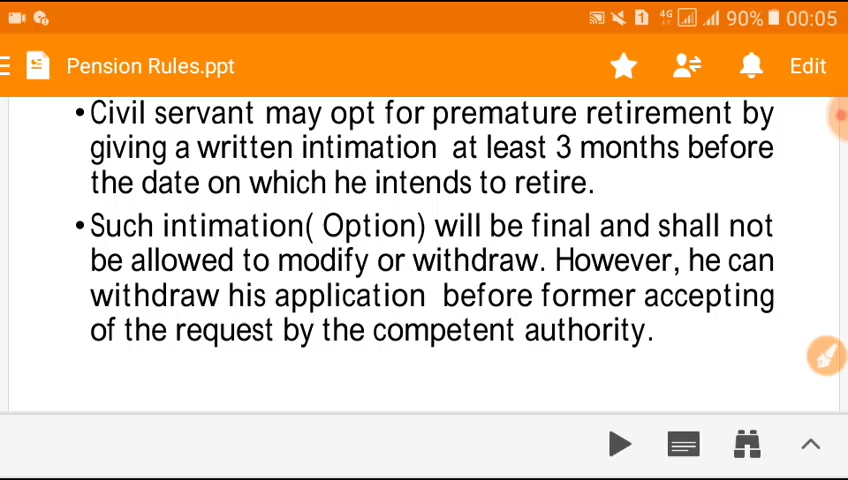 1 4G 90% 00:05
Pension Rules.ppt Edit
•Civil servant may opt for premature retirement by
giving a written intimation at least 3 months before
the date on which he intends to retire.
•Such intimation( Option) will be final and shall not
be allowed to modify or withdraw. However, he can
withdraw his application before former accepting
of the request by the competent authority.